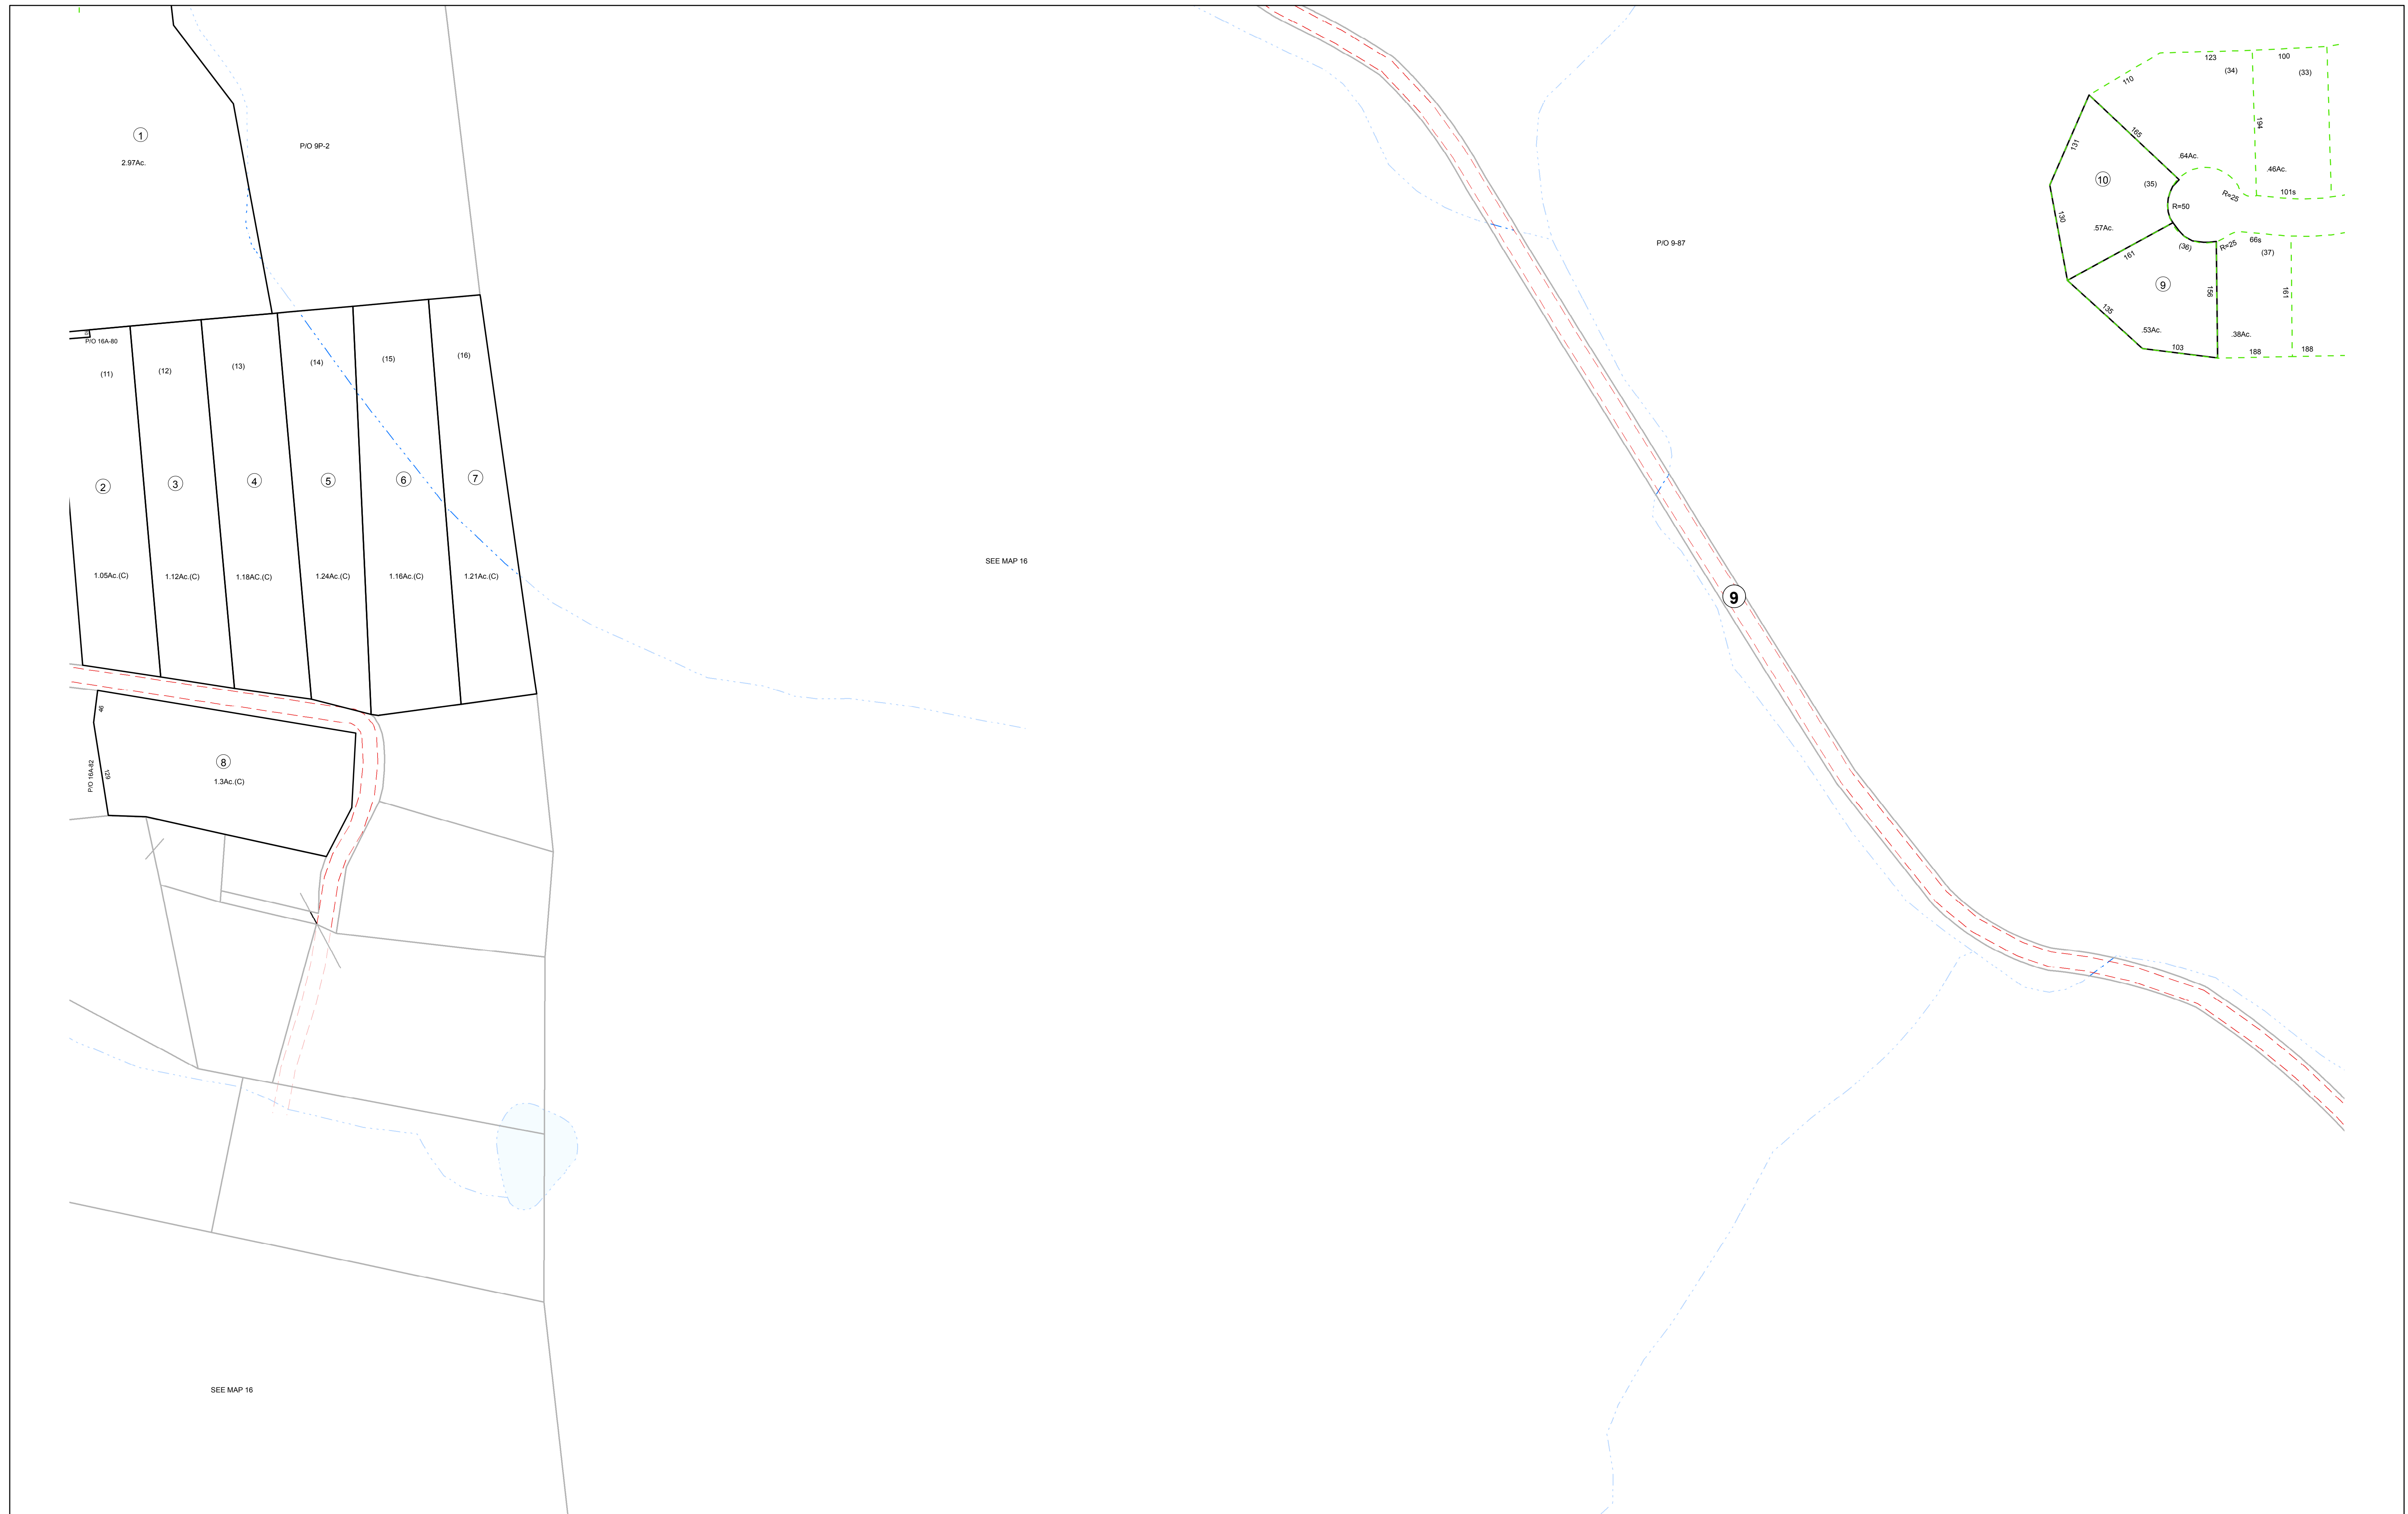 123
100
(34)
(33)
110
194
165
131
①
2.97Ac.
P/O 9P-2
.64Ac.
.46Ac.
⑩
(35)
101s
R=25
R=50
130
.57Ac.
P/O 9-87
(36)
R=25
66s
(37)
161
⑨
156
161
135
.53Ac.
.38Ac.
103
188
188
P/O 16A-80
(11)
(12)
(13)
(14)
(15)
(16)
②
③
④
⑤
⑥
⑦
1.05Ac.(C)
1.12Ac.(C)
1.18AC.(C)
1.24Ac.(C)
1.16Ac.(C)
1.21Ac.(C)
SEE MAP 16
9
46
⑧
1.3Ac.(C)
P/O 16A-82
129
SEE MAP 16